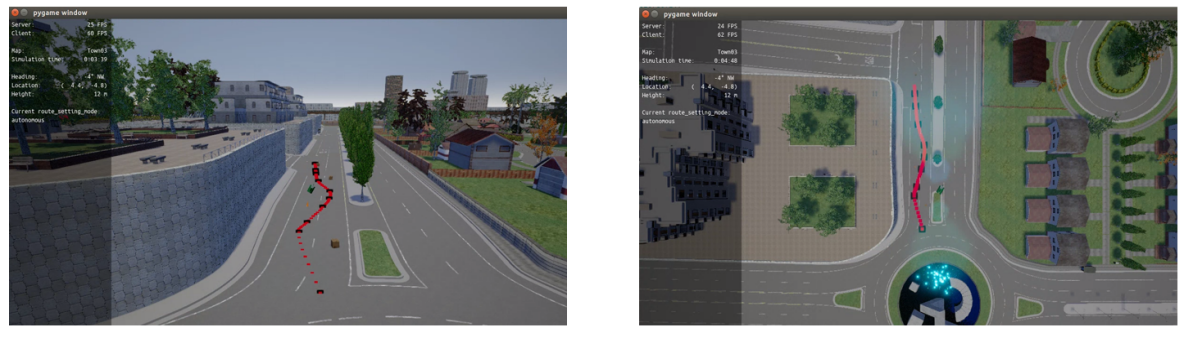 pygame window
Server: 25 FPS
Client: 60 FPS
Map: Town03
Simulation time: 0:03:39
Heading: -4° NW
Location: ( 4.4, -4.8)
Height: 12 m
Current route_setting_mode:
autonomous
pygame window
Server: 24 FPS
Client: 62 FPS
Map: Town03
Simulation time: 0:04:48
Heading: -4° NW
Location: ( 4.4, -4.8)
Height: 12 m
Current route_setting_mode
autonomous